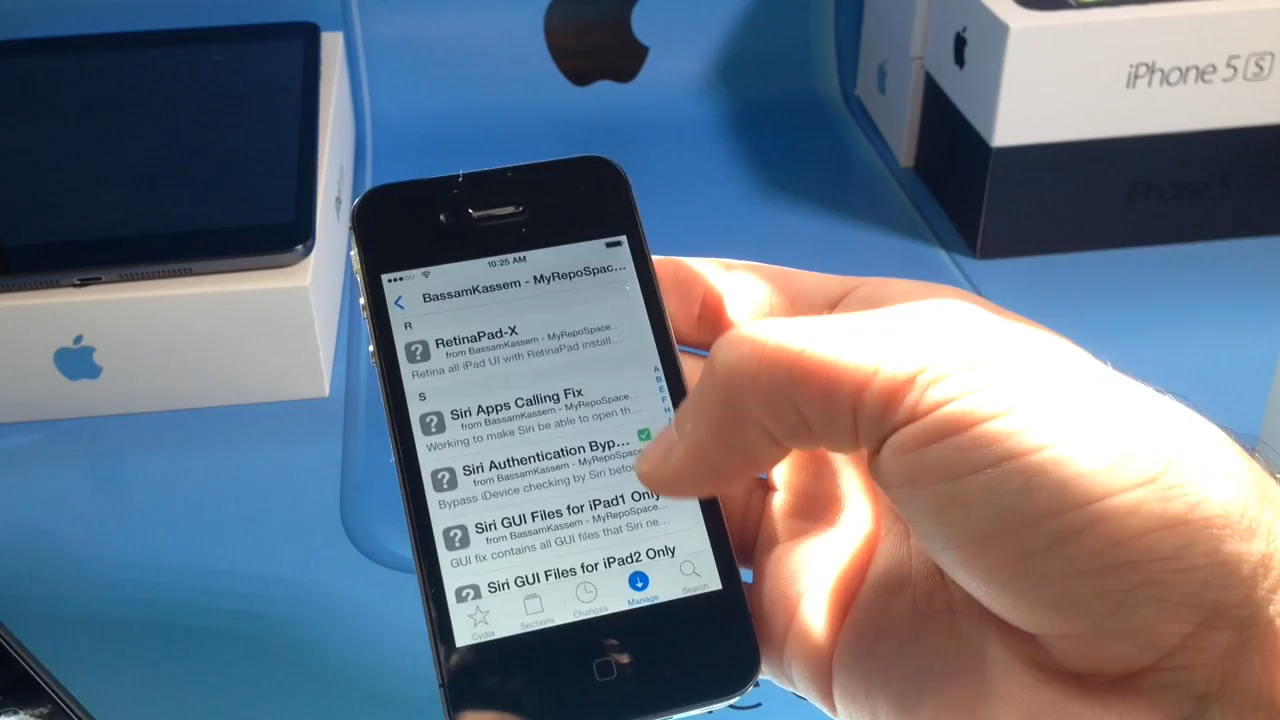 iPhone 5 S
iPhone 5
10:25 AM
BassamKassem - MyRepoSpac...
R
RetinaPad-X
from BassamKassem - MyRepoSpace...
Retina all iPad UI with RetinaPad install...
S
Siri Apps Calling Fix
from BassamKassem - MyRepoSpace...
Working to make Siri be able to open th...
Siri Authentication Byp...
from BassamKassem - MyRepoSpace
Bypass iDevice checking by Siri befo
Siri GUI Files for iPad1 Only
from BassamKassem - MyRepoSpace...
GUI fix contains all GUI files that Siri ne...
Siri GUI Files for iPad2 Only
A
B
E
F
H
Cydia
Sections
Changes
Manage
Search